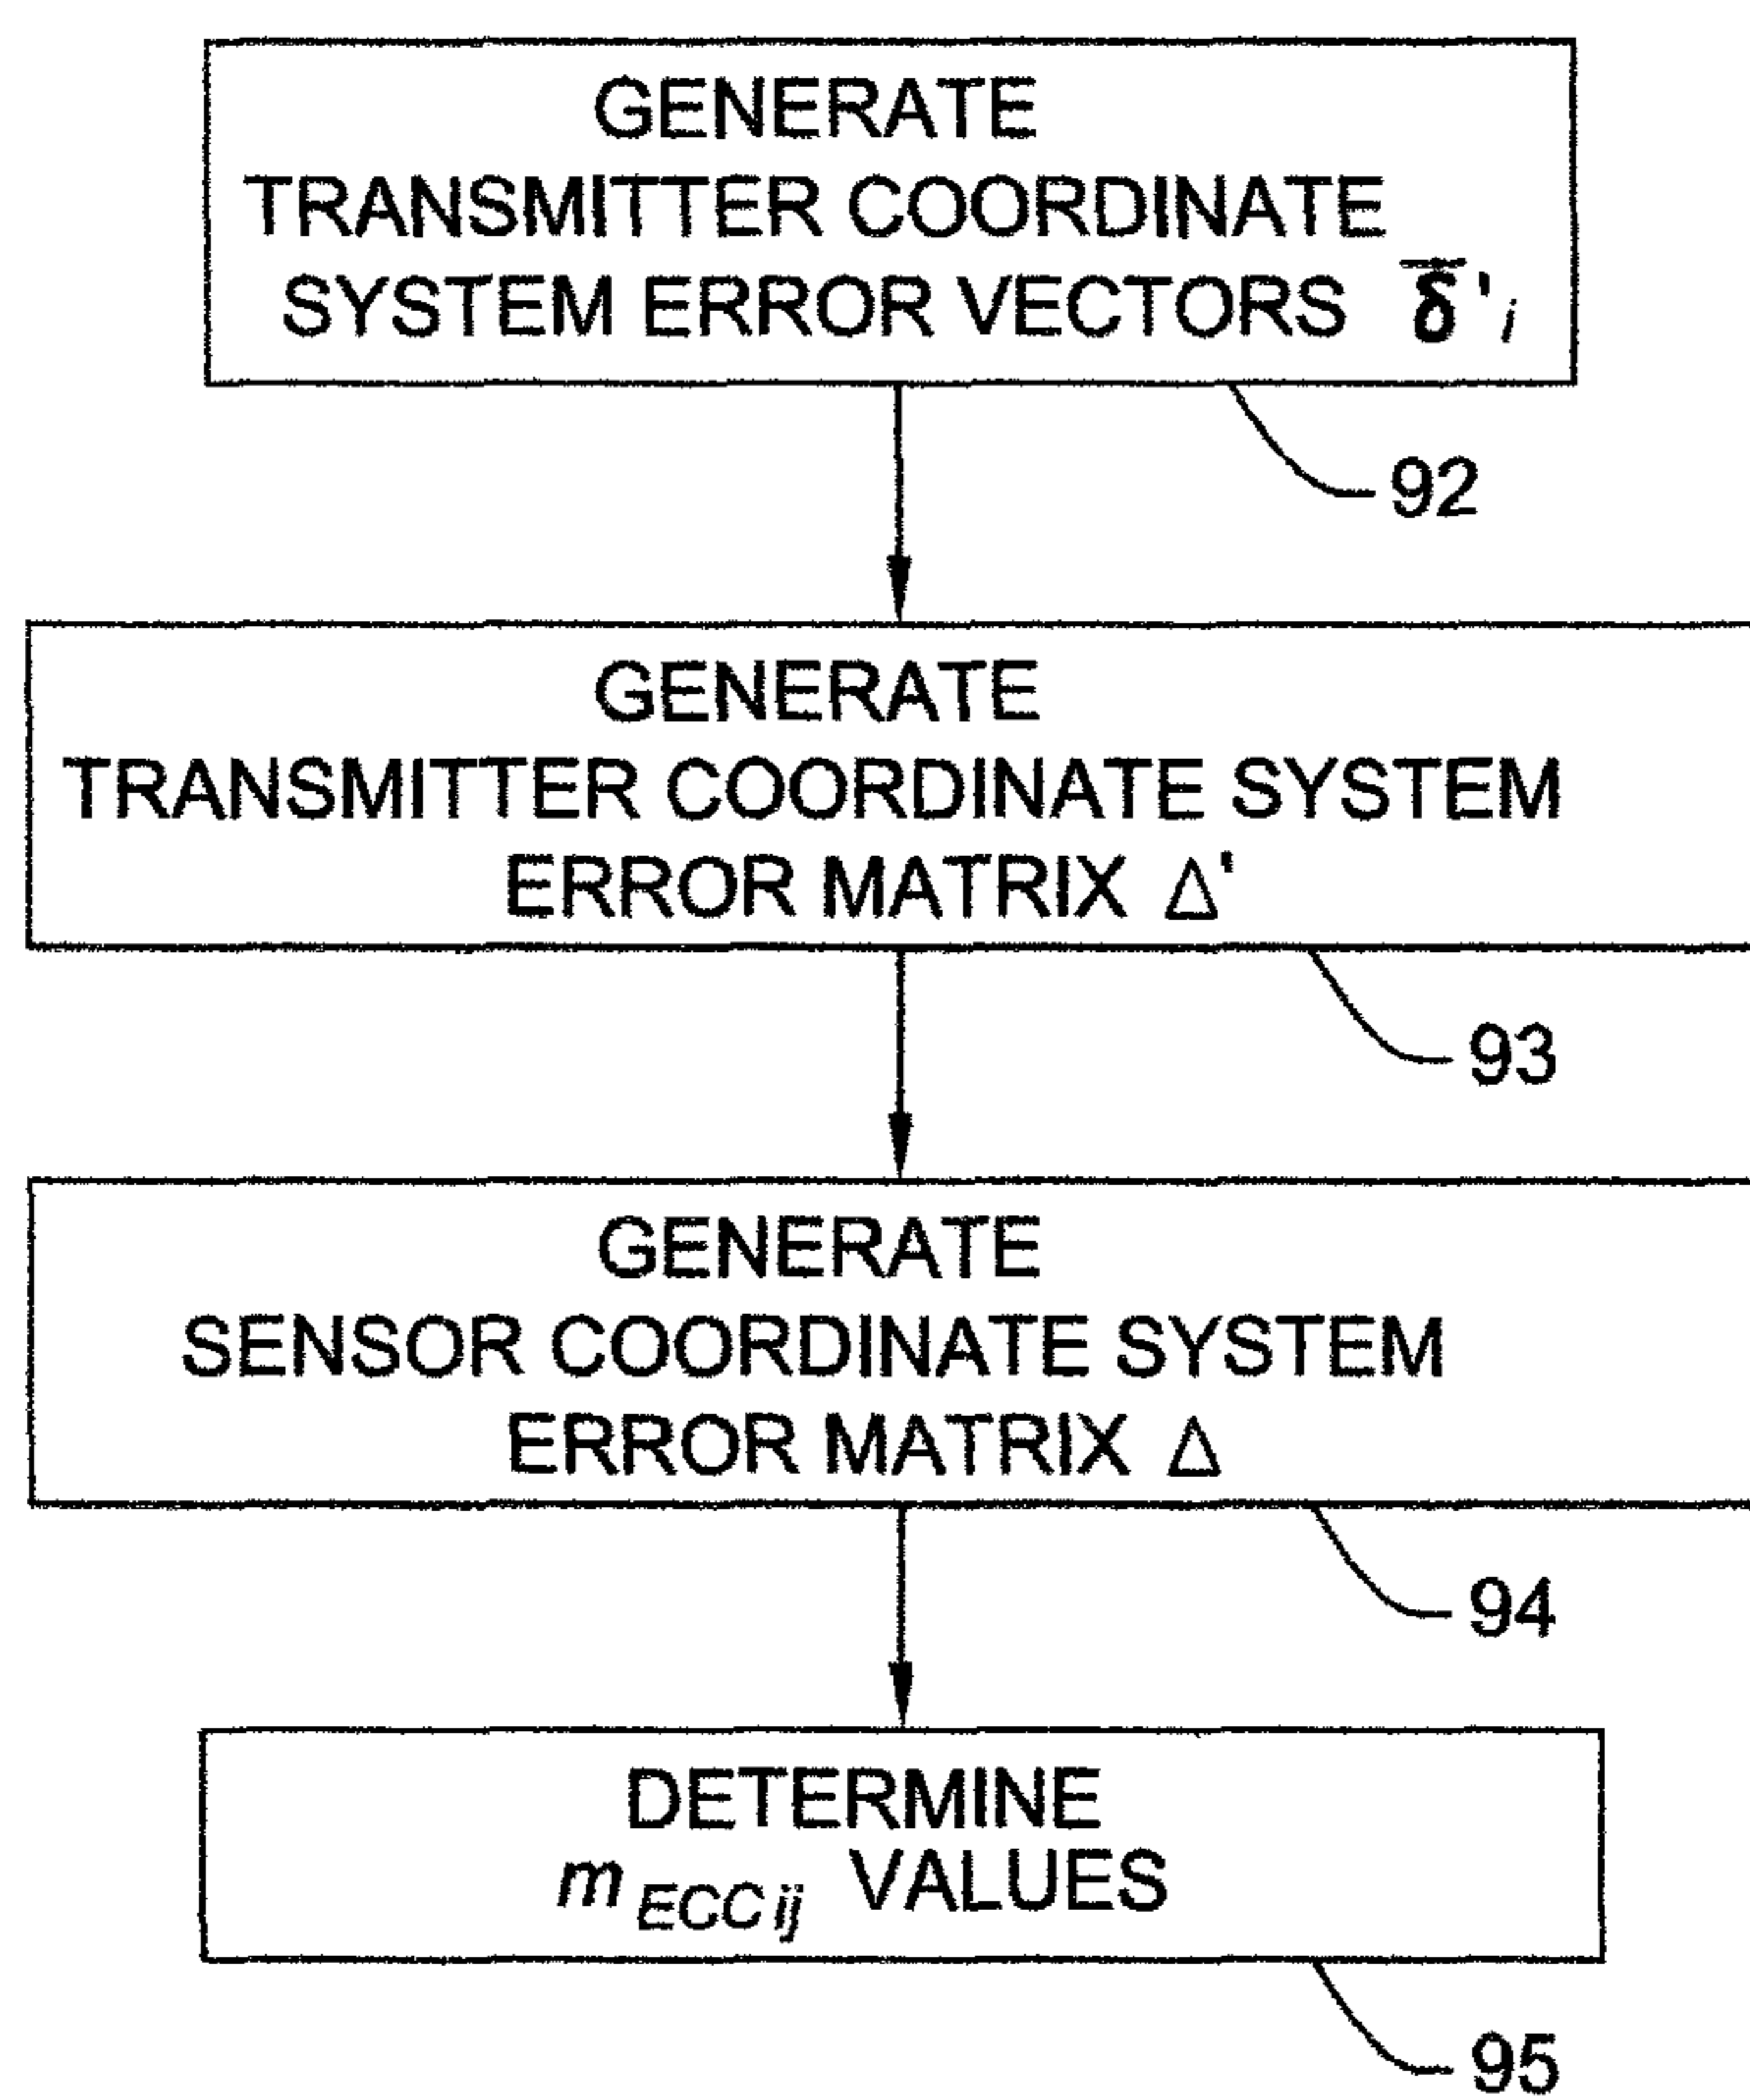 GENERATE
TRANSMITTER COORDINATE
SYSTEM ERROR VECTORS δ̅'i
92
GENERATE
TRANSMITTER COORDINATE SYSTEM
ERROR MATRIX Δ'
93
GENERATE
SENSOR COORDINATE SYSTEM
ERROR MATRIX Δ
94
DETERMINE
mECCij VALUES
95